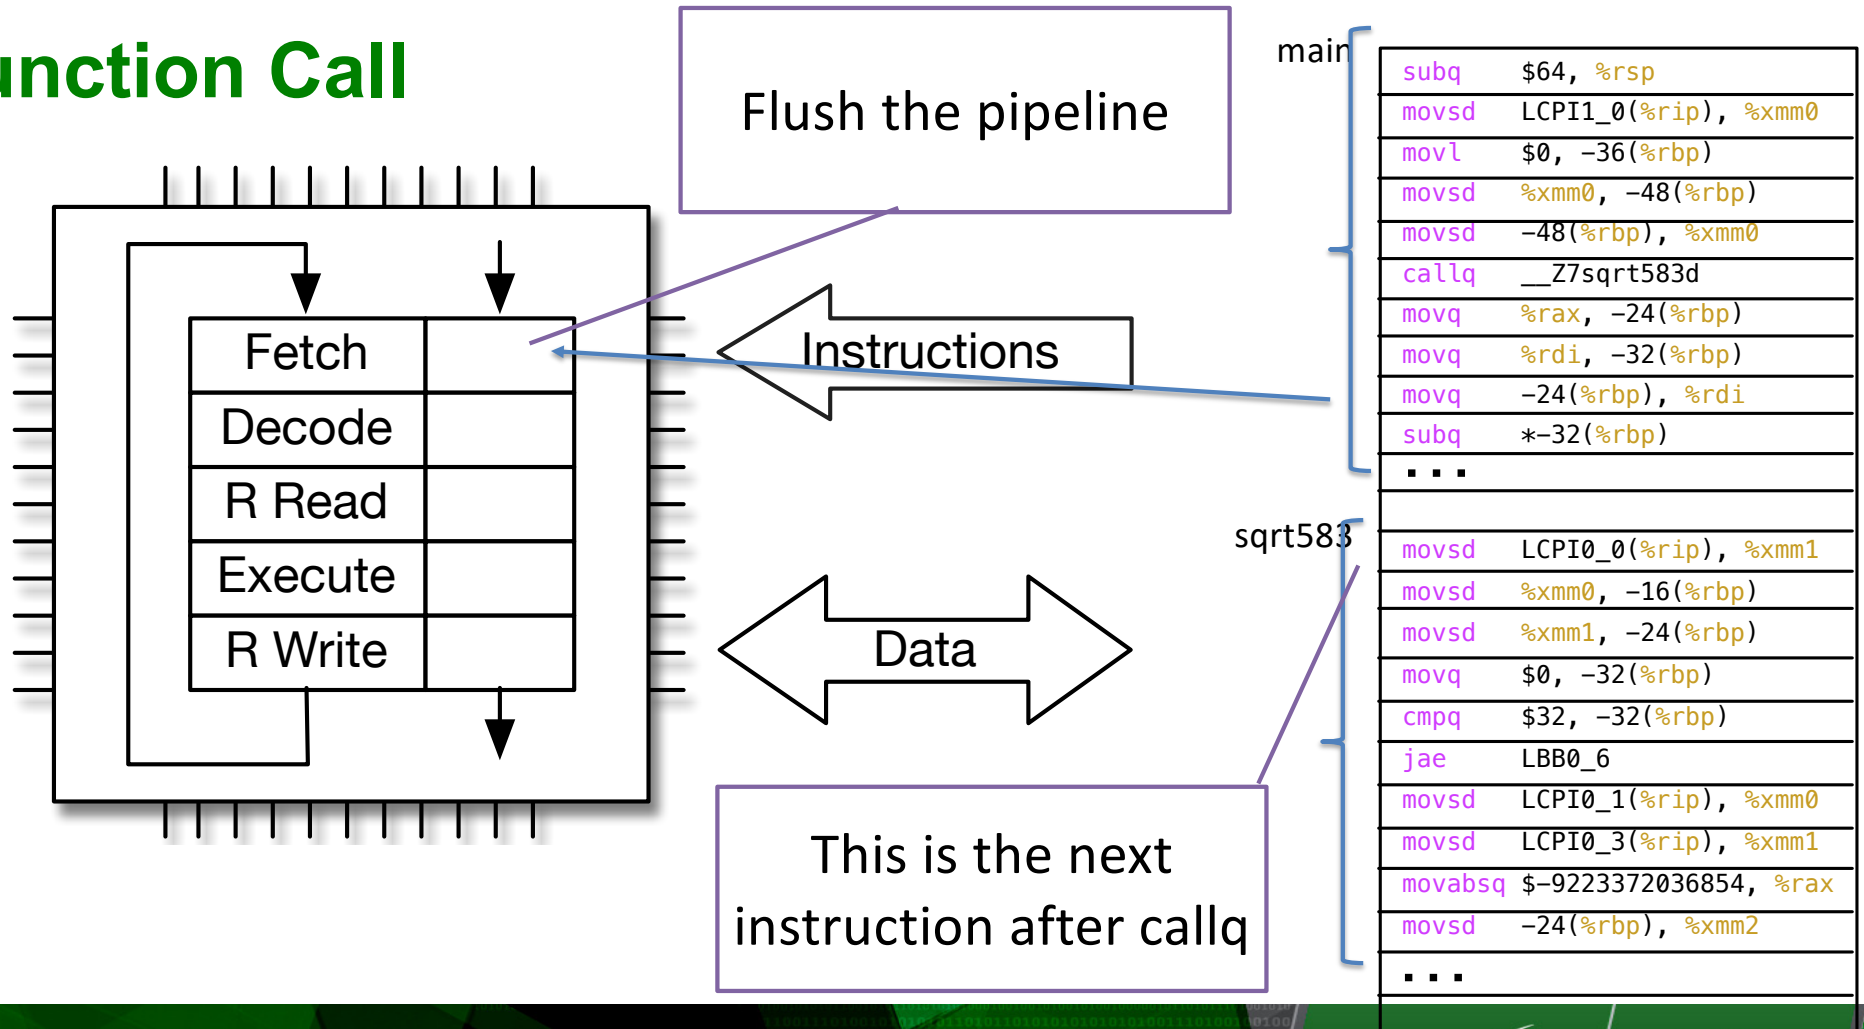 unction Call
Flush the pipeline
Fetch
Decode
R Read
Execute
R Write
Instructions
Data
This is the next
instruction after callq
main
subq $64, %rsp
movsd LCPI1_0(%rip), %xmm0
movl $0, −36(%rbp)
movsd %xmm0, −48(%rbp)
movsd −48(%rbp), %xmm0
callq __Z7sqrt583d
movq %rax, −24(%rbp)
movq %rdi, −32(%rbp)
movq −24(%rbp), %rdi
subq *−32(%rbp)
...
sqrt583
movsd LCPI0_0(%rip), %xmm1
movsd %xmm0, −16(%rbp)
movsd %xmm1, −24(%rbp)
movq $0, −32(%rbp)
cmpq $32, −32(%rbp)
jae LBB0_6
movsd LCPI0_1(%rip), %xmm0
movsd LCPI0_3(%rip), %xmm1
movabsq $−9223372036854, %rax
movsd −24(%rbp), %xmm2
...